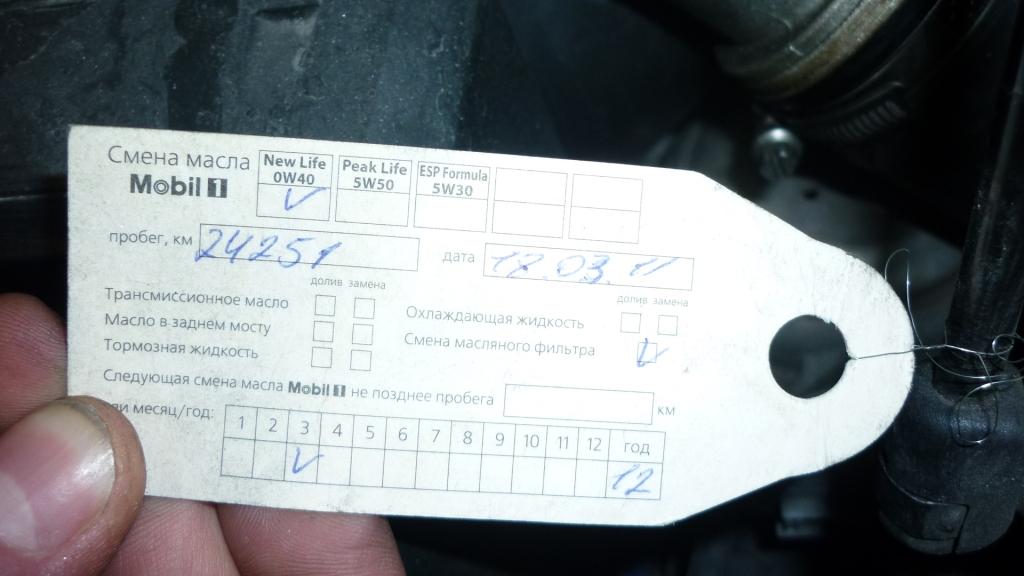 Смена масла
Mobil 1
New Life 0W40
Peak Life 5W50
ESP Formula 5W30
V
пробег, км 24251
дата 12.03.11
долив замена
долив замена
Трансмиссионное масло
Масло в заднем мосту
Тормозная жидкость
Охлаждающая жидкость
Смена масляного фильтра V
Следующая смена масла Mobil 1 не позднее пробега км
ли месяц/год:
1 2 3 4 5 6 7 8 9 10 11 12 год
V 12